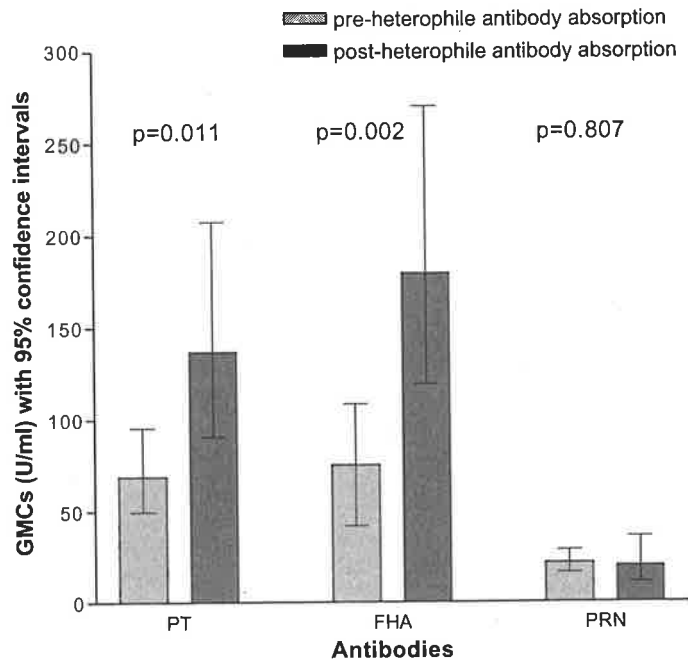 pre-heterophile antibody absorption
post-heterophile antibody absorption
300
250
200
150
100
50
0
GMCs (U/ml) with 95% confidence intervals
p=0.011
p=0.002
p=0.807
PT
FHA
PRN
Antibodies